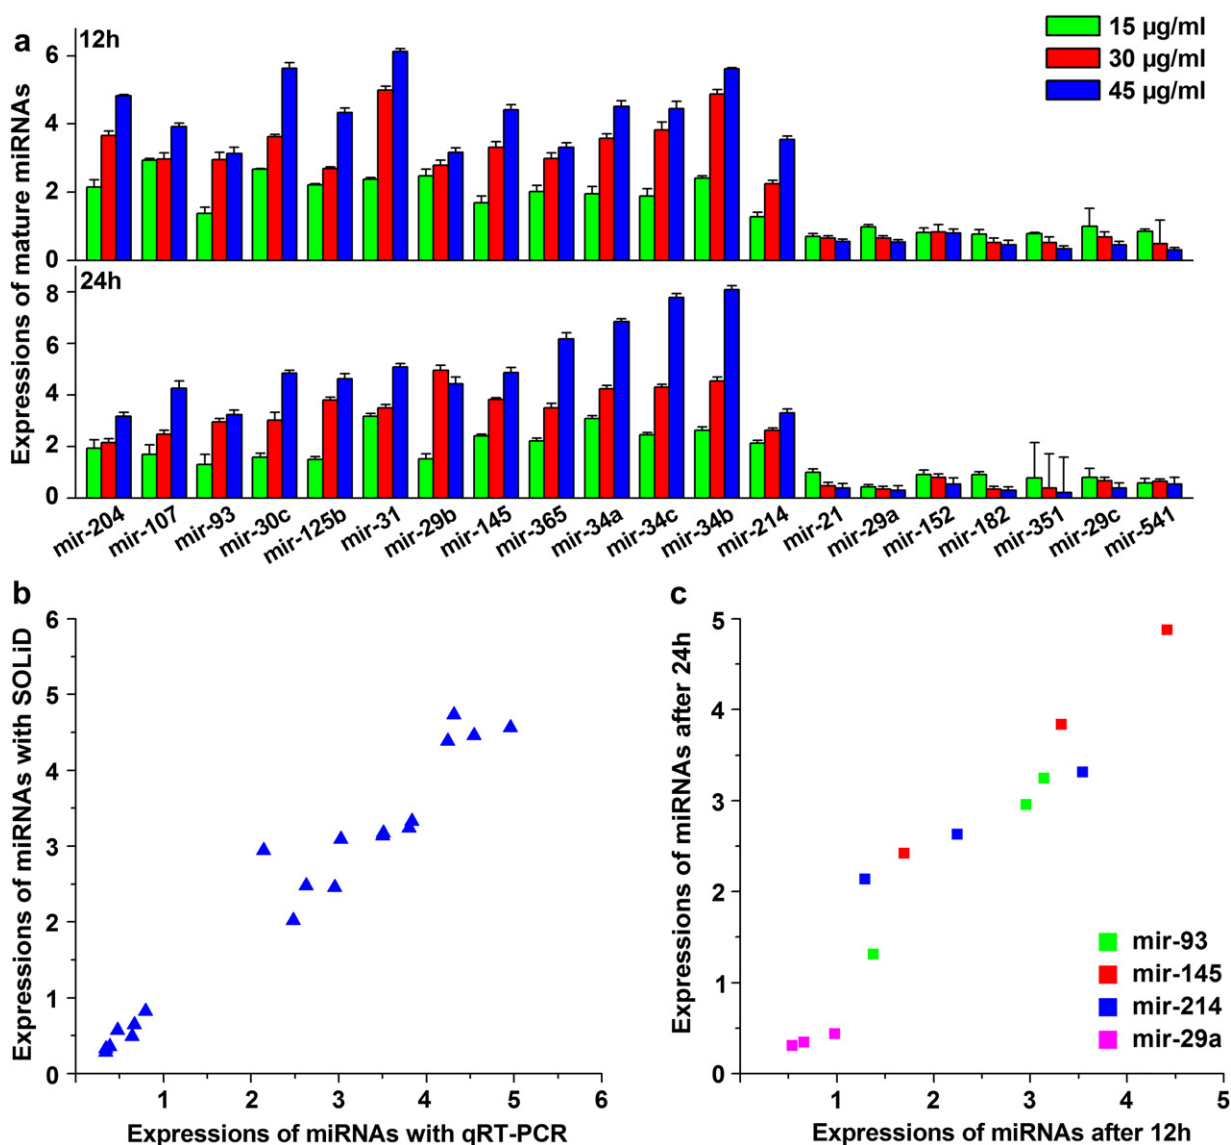 a
12h
15 µg/ml
30 µg/ml
45 µg/ml
Expressions of mature miRNAs
6
4
2
0
24h
8
6
4
2
0
mir-204
mir-107
mir-93
mir-30c
mir-125b
mir-31
mir-29b
mir-145
mir-365
mir-34a
mir-34c
mir-34b
mir-214
mir-21
mir-29a
mir-152
mir-182
mir-351
mir-29c
mir-541
b
Expressions of miRNAs with SOLiD
6
5
4
3
2
1
0
1 2 3 4 5 6
Expressions of miRNAs with qRT-PCR
c
Expressions of miRNAs after 24h
5
4
3
2
1
0
mir-93
mir-145
mir-214
mir-29a
1 2 3 4 5
Expressions of miRNAs after 12h